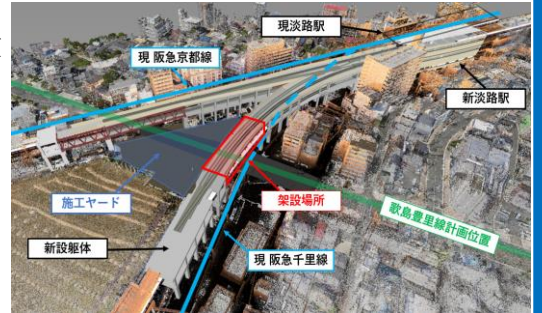 現淡路駅
現 阪急京都線
新淡路駅
施工ヤード
架設場所
歌島豊里線計画位置
新設躯体
現 阪急千里線